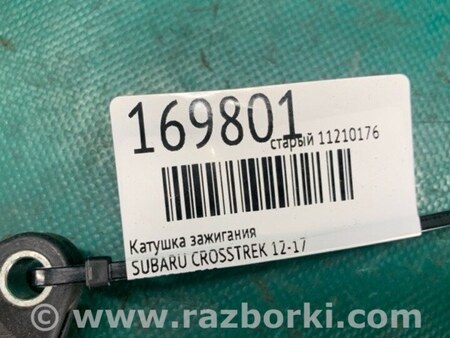 169801
старый 11210176
Катушка зажигания
SUBARU CROSSTREK 12-17
www.razborki.com